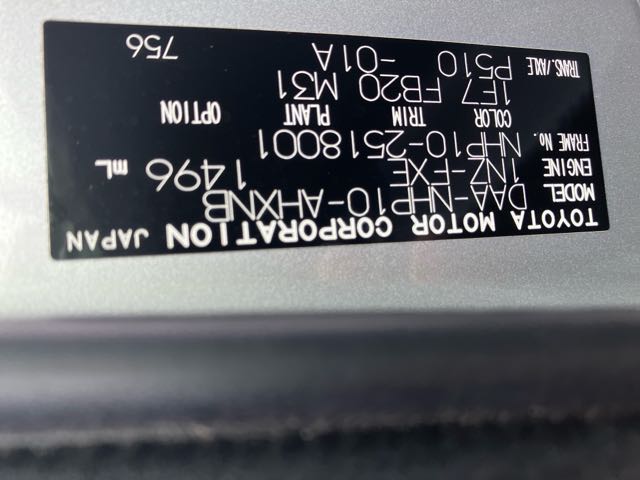 TOYOTA MOTOR CORPORATION JAPAN
MODEL DAA-NHP10-AHXNB
ENGINE 1NZ-FXE 1496 mL
FRAME No. NHP10-2518001
COLOR TRIM PLANT OPTION
1E7 FB20 M31
TRANS./AXLE P510 -01A
756